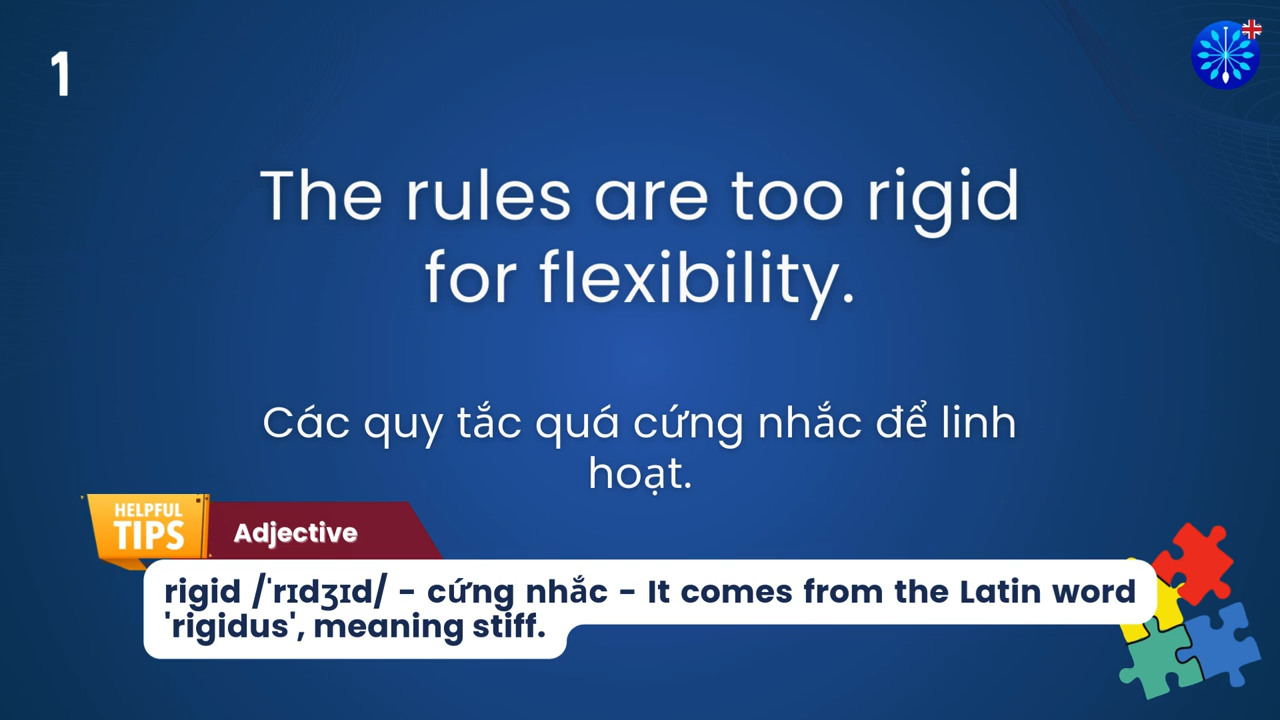 1
The rules are too rigid
for flexibility.
Các quy tắc quá cứng nhắc để linh
hoạt.
HELPFUL
TIPS
Adjective
rigid /ˈrɪdʒɪd/ - cứng nhắc - It comes from the Latin word
'rigidus', meaning stiff.